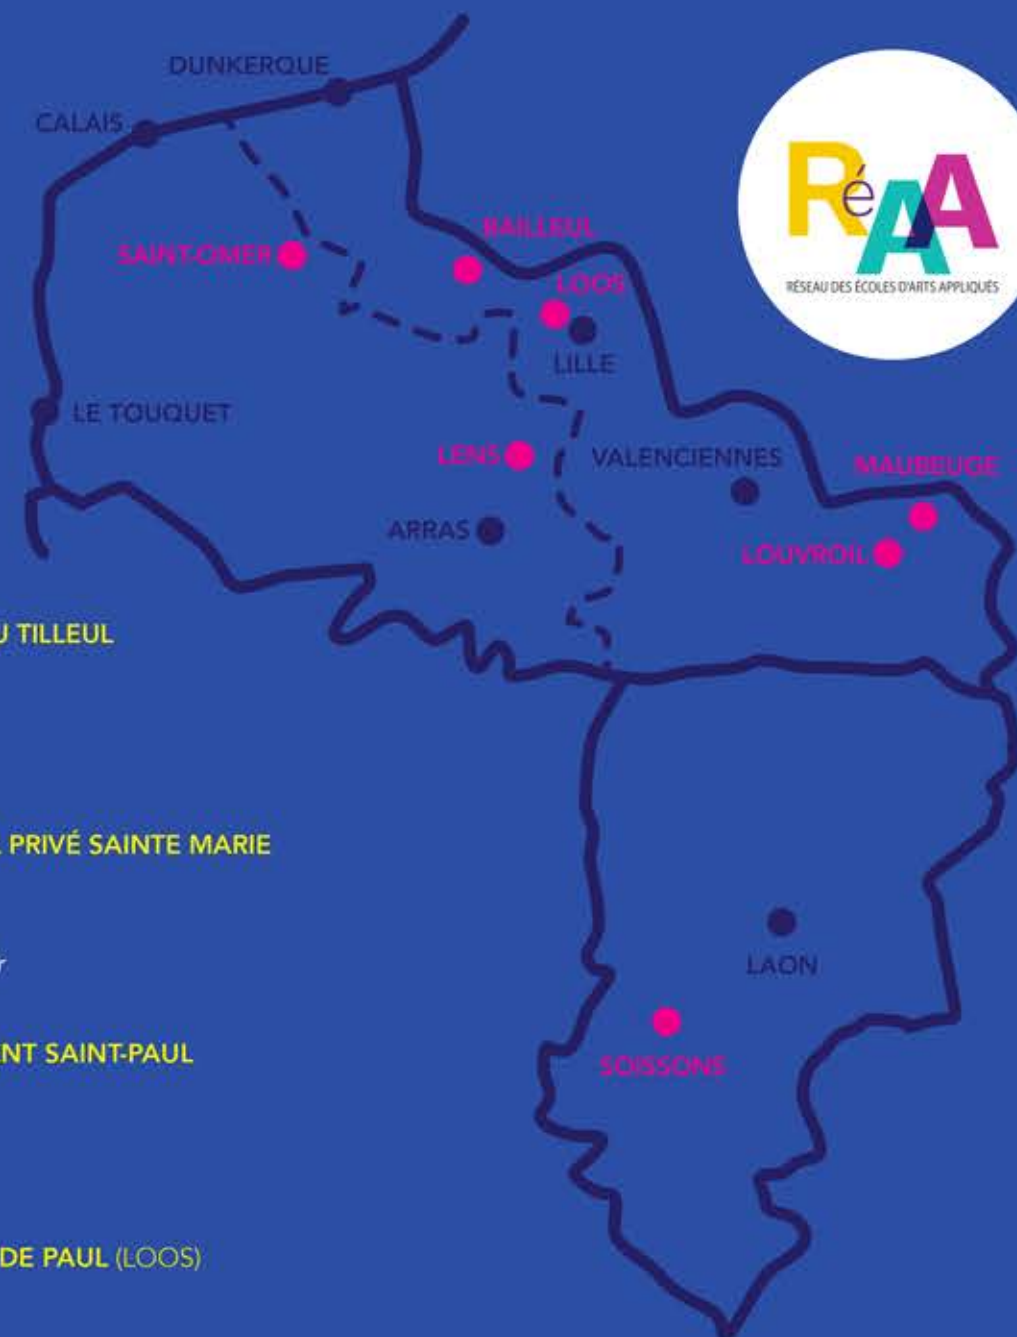 DUNKERQUE
CALAIS
RéAA
RÉSEAU DES ÉCOLES D'ARTS APPLIQUÉS
SAINT-OMER
BAILLEUL
LOOS
LILLE
LE TOUQUET
LENS
VALENCIENNES
MAUBEUGE
ARRAS
LOUVROIL
U TILLEUL
PRIVÉ SAINTE MARIE
r
LAON
NT SAINT-PAUL
SOISSONS
DE PAUL (LOOS)